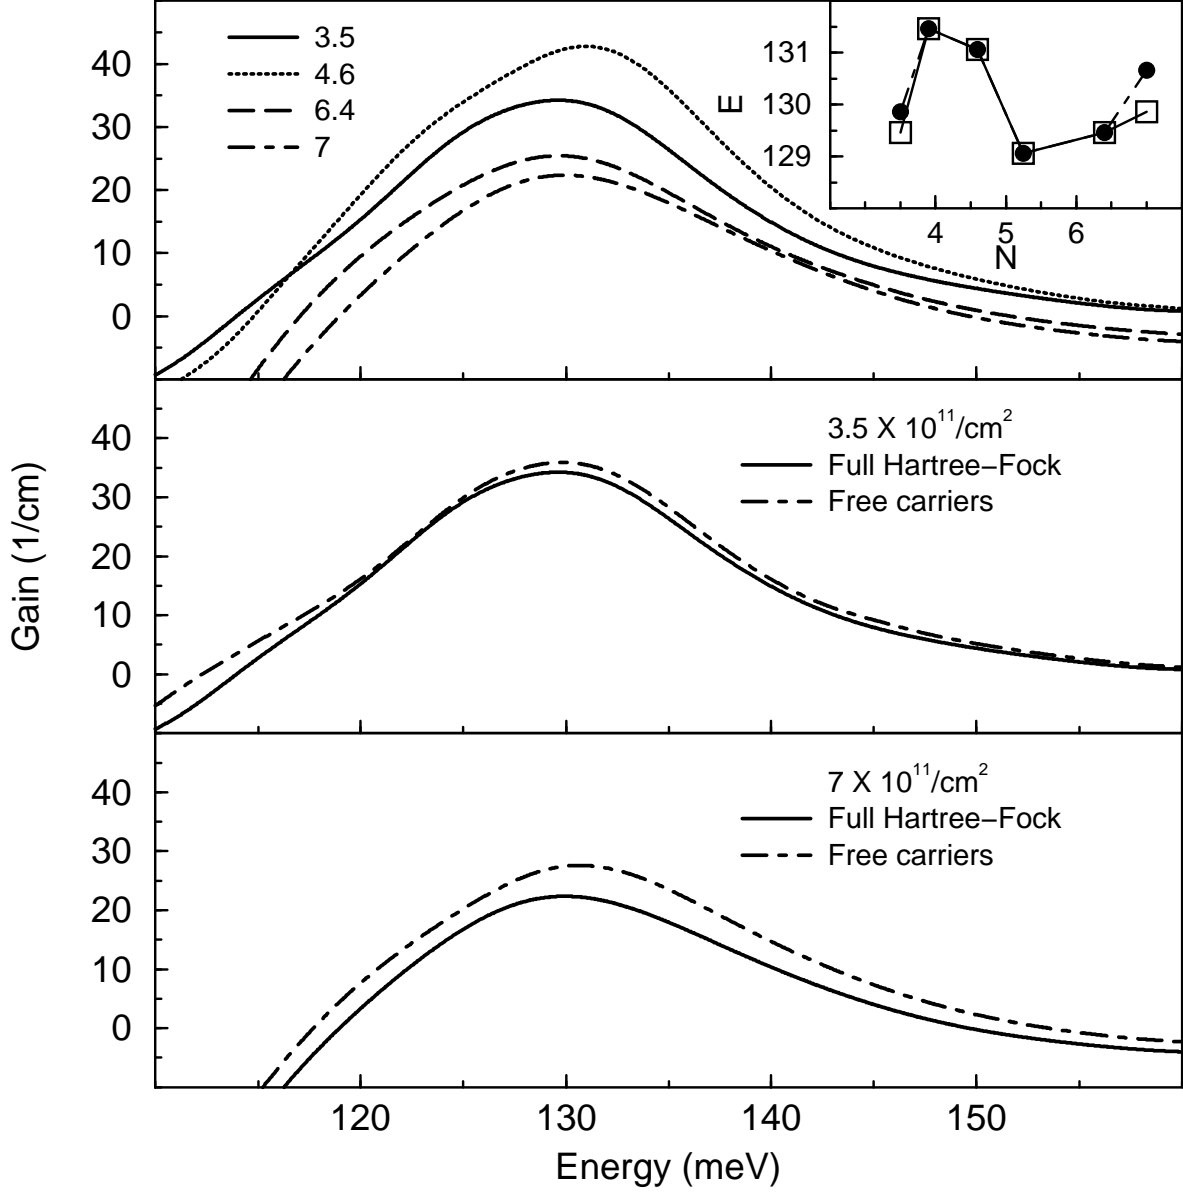 3.5
4.6
6.4
7
40
30
20
10
0
131
130
129
E
4
5
6
N
3.5 X 10^11/cm^2
Full Hartree−Fock
Free carriers
40
30
20
10
0
Gain (1/cm)
7 X 10^11/cm^2
Full Hartree−Fock
Free carriers
40
30
20
10
0
120
130
140
150
Energy (meV)